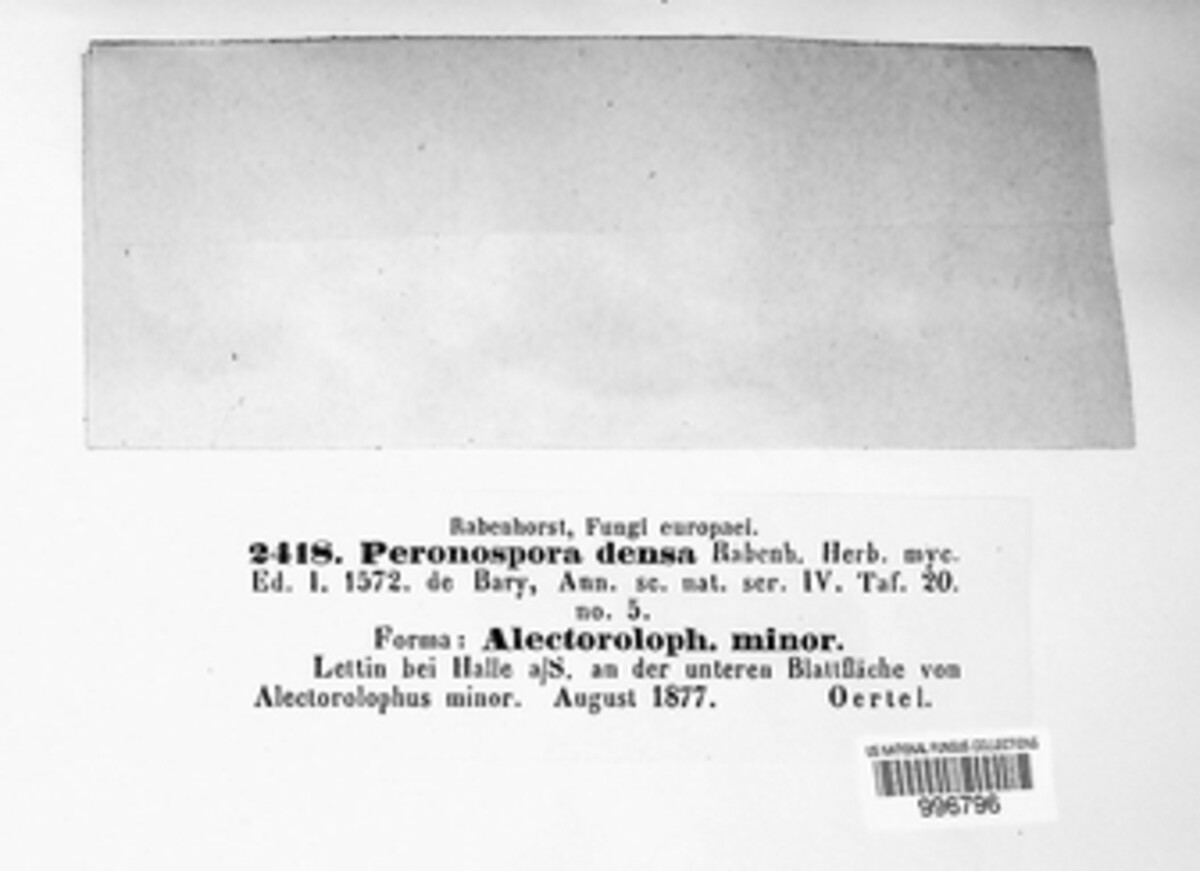 Rabenhorst, Fungi europaei.
2418. Peronospora densa Rabenh. Herb. myc.
Ed. I. 1572. de Bary, Ann. sc. nat. ser. IV. Taf. 20.
no. 5.
Forma: Alectoroloph. minor.
Lettin bei Halle a/S. an der unteren Blattfläche von
Alectorolophus minor. August 1877. Oertel.
US NATIONAL FUNGUS COLLECTIONS
996796